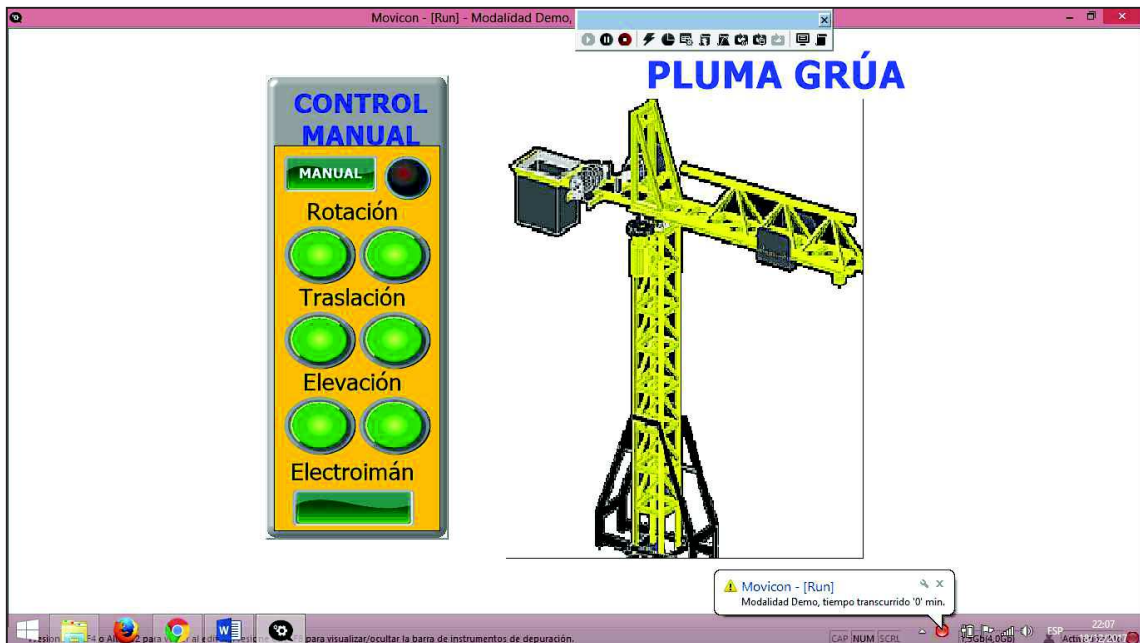 Movicon - [Run] - Modalidad Demo,
PLUMA GRÚA
CONTROL
MANUAL
MANUAL
Rotación
Traslación
Elevación
Electroimán
Movicon - [Run]
Modalidad Demo, tiempo transcurrido '0' min.
para visualizar/ocultar la barra de instrumentos de depuración.
CAP NUM SCRL
ESP
22:07